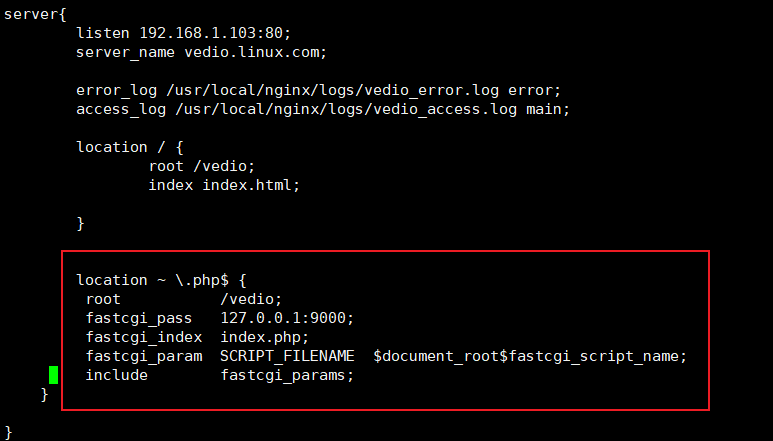 server{
listen 192.168.1.103:80;
server_name vedio.linux.com;
error_log /usr/local/nginx/logs/vedio_error.log error;
access_log /usr/local/nginx/logs/vedio_access.log main;
location / {
root /vedio;
index index.html;
}
location ~ \.php$ {
root /vedio;
fastcgi_pass 127.0.0.1:9000;
fastcgi_index index.php;
fastcgi_param SCRIPT_FILENAME $document_root$fastcgi_script_name;
include fastcgi_params;
}
}